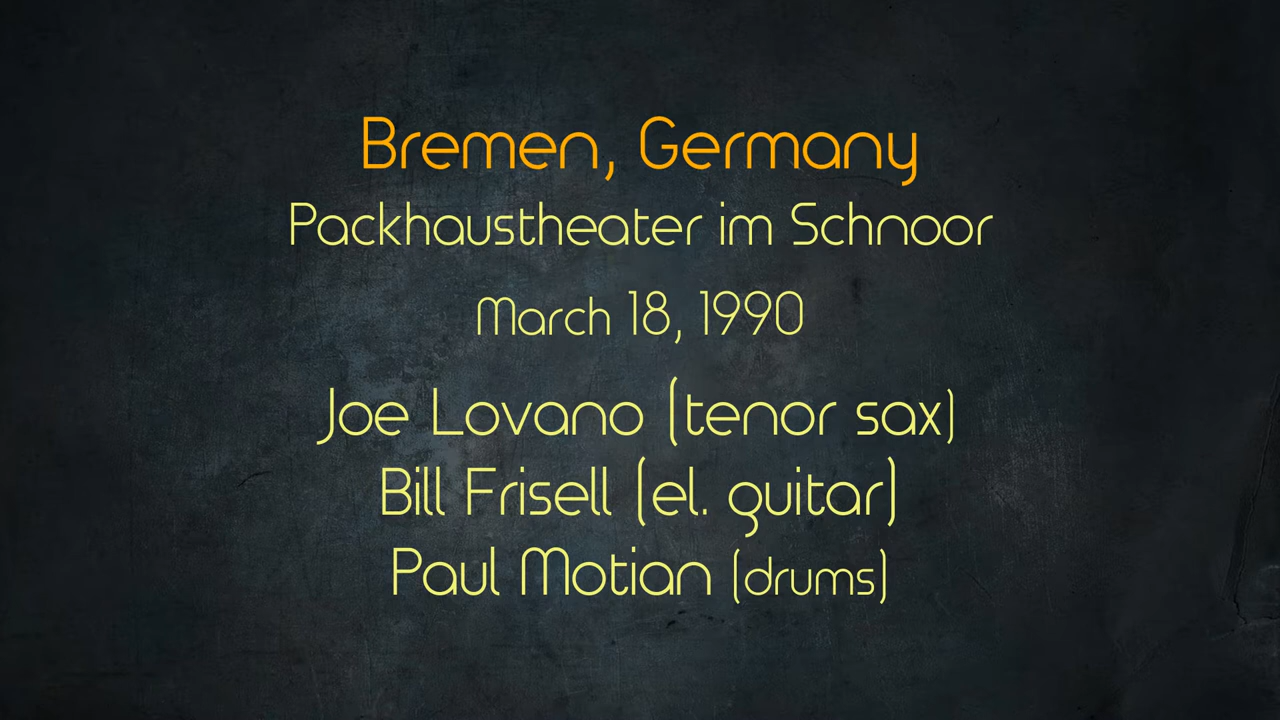 Bremen, Germany
Packhaustheater im Schnoor
March 18, 1990
Joe Lovano (tenor sax)
Bill Frisell (el. guitar)
Paul Motian (drums)